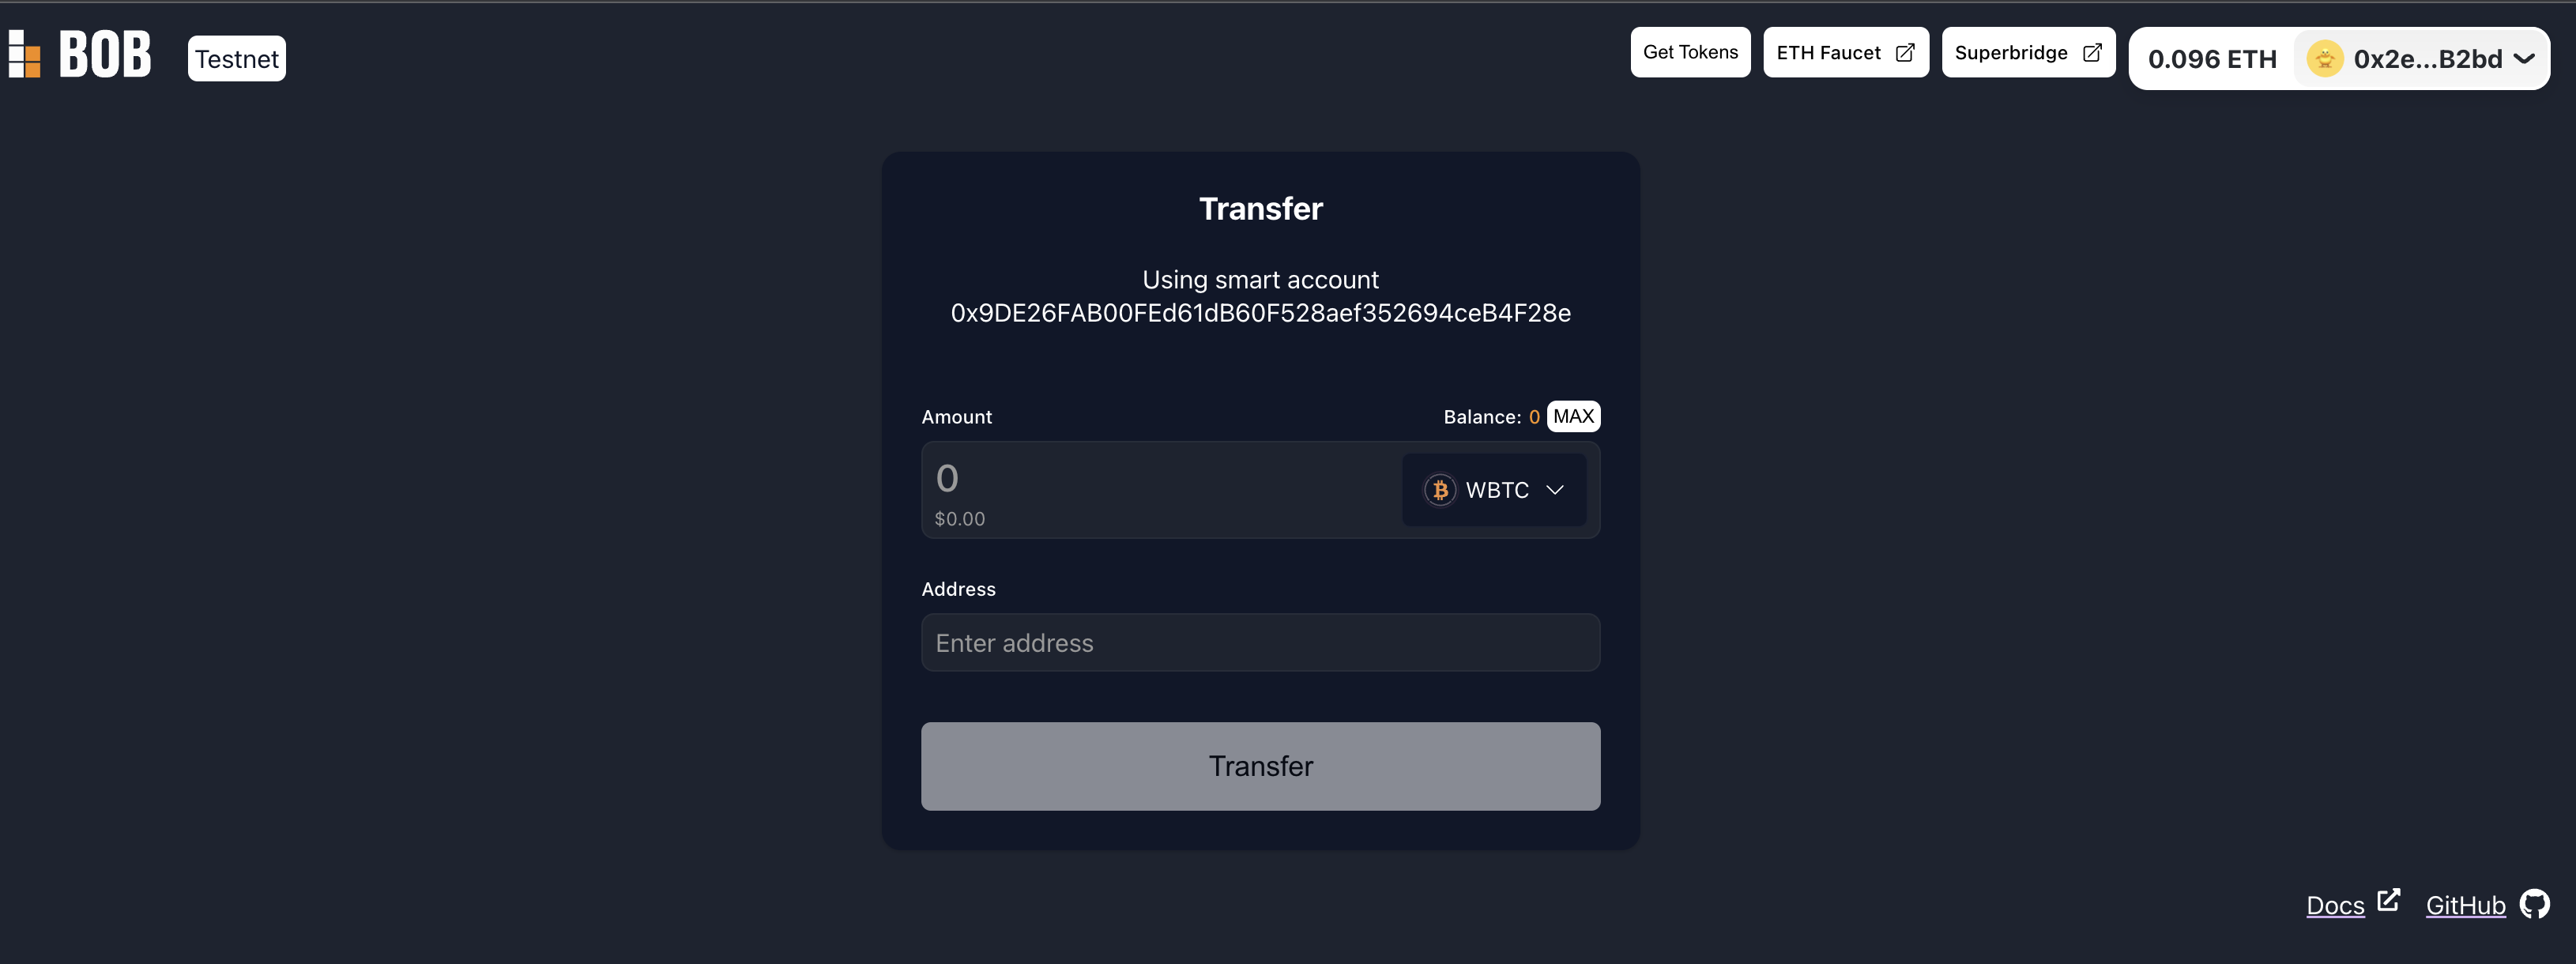 BOB
Testnet
Get Tokens
ETH Faucet
Superbridge
0.096 ETH
0x2e...B2bd
Transfer
Using smart account
0x9DE26FAB00FEd61dB60F528aef352694ceB4F28e
Amount
Balance: 0 MAX
0
WBTC
$0.00
Address
Enter address
Transfer
Docs
GitHub